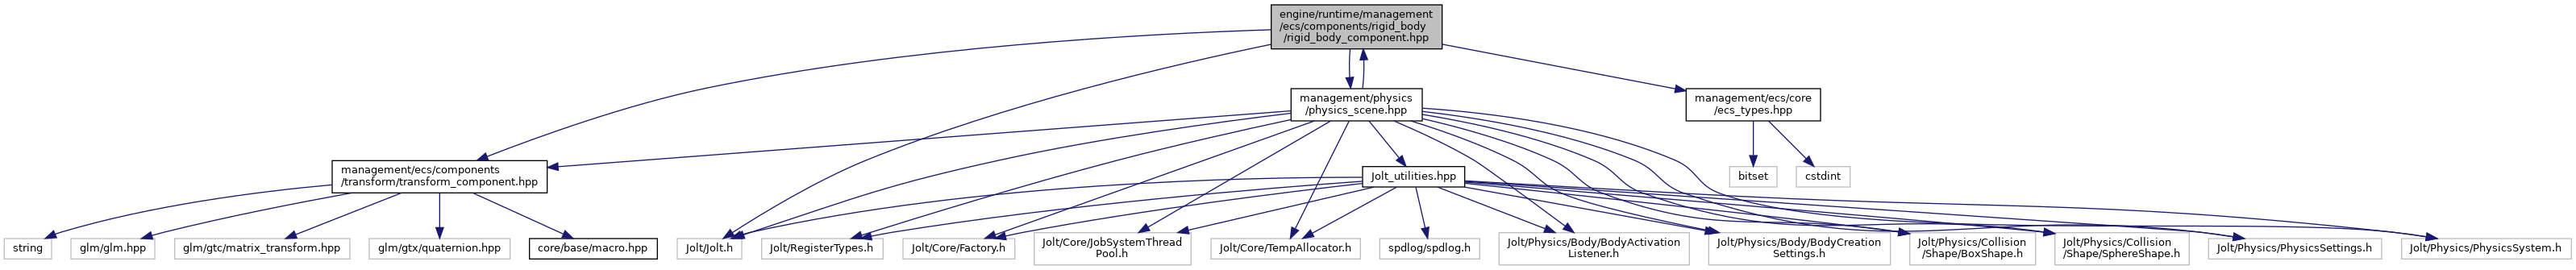 engine/runtime/management
/ecs/components/rigid_body
/rigid_body_component.hpp
management/physics
/physics_scene.hpp
management/ecs/core
/ecs_types.hpp
management/ecs/components
/transform/transform_component.hpp
Jolt_utilities.hpp
bitset
cstdint
string
glm/glm.hpp
glm/gtc/matrix_transform.hpp
glm/gtx/quaternion.hpp
core/base/macro.hpp
Jolt/Jolt.h
Jolt/RegisterTypes.h
Jolt/Core/Factory.h
Jolt/Core/JobSystemThread
Pool.h
Jolt/Core/TempAllocator.h
spdlog/spdlog.h
Jolt/Physics/Body/BodyActivation
Listener.h
Jolt/Physics/Body/BodyCreation
Settings.h
Jolt/Physics/Collision
/Shape/BoxShape.h
Jolt/Physics/Collision
/Shape/SphereShape.h
Jolt/Physics/PhysicsSettings.h
Jolt/Physics/PhysicsSystem.h